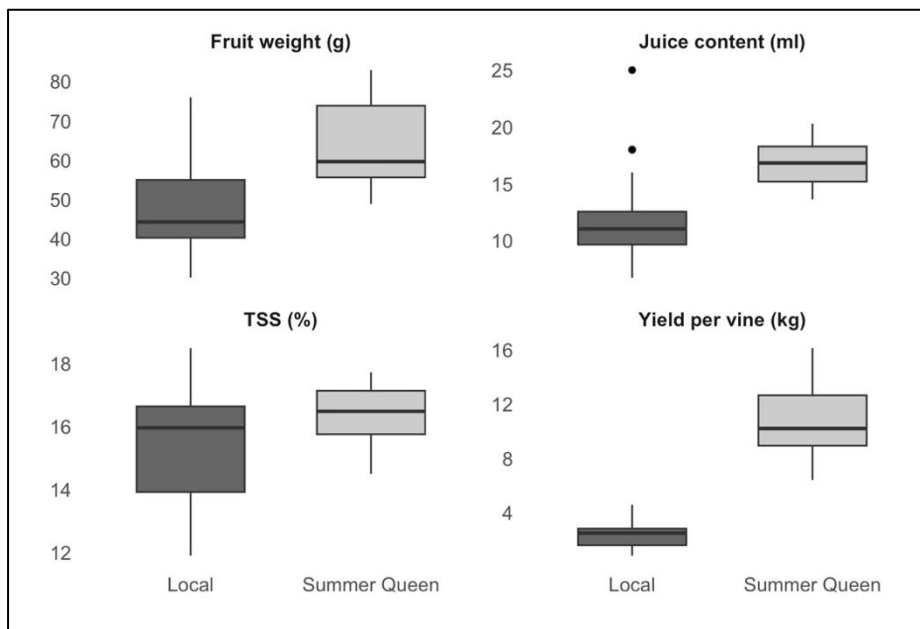 Fruit weight (g)
80
70
60
50
40
30
Juice content (ml)
25
20
15
10
TSS (%)
18
16
14
12
Yield per vine (kg)
16
12
8
4
Local
Summer Queen
Local
Summer Queen